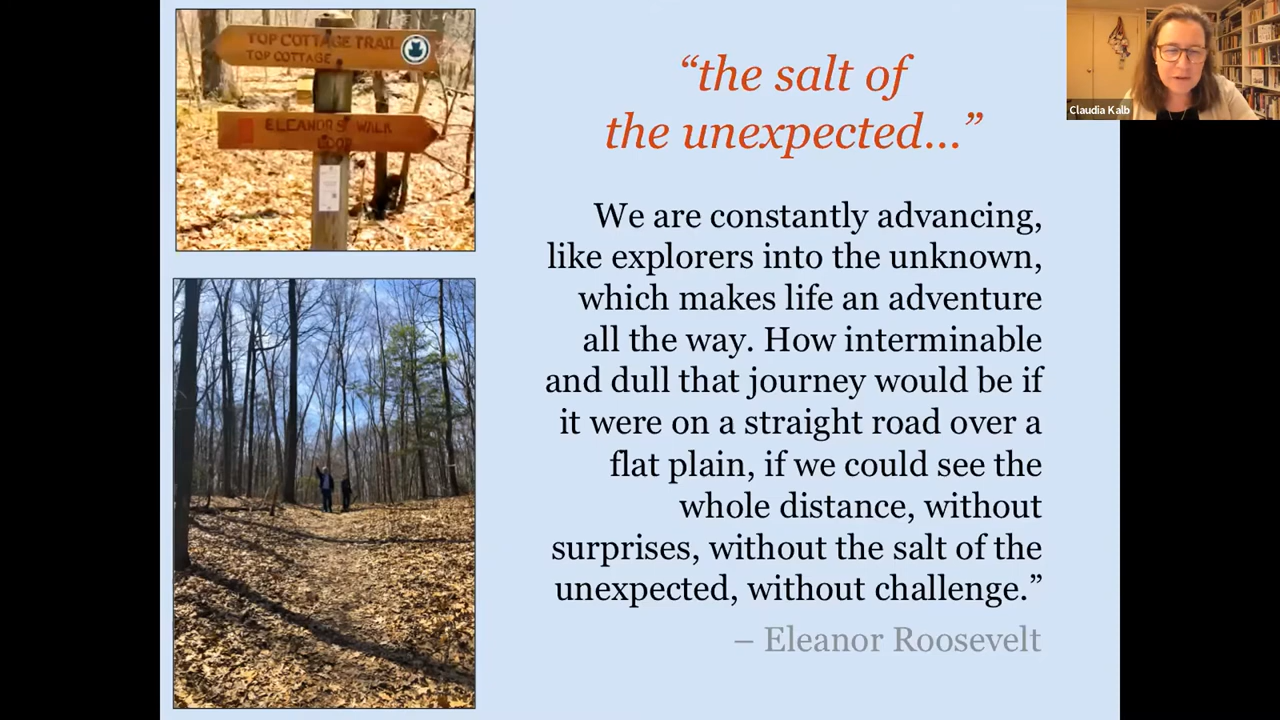 TOP COTTAGE TRAIL
TOP COTTAGE
ELEANOR'S WALK
LOOP
“the salt of
the unexpected...”
We are constantly advancing,
like explorers into the unknown,
which makes life an adventure
all the way. How interminable
and dull that journey would be if
it were on a straight road over a
flat plain, if we could see the
whole distance, without
surprises, without the salt of the
unexpected, without challenge.”
– Eleanor Roosevelt
Claudia Kalb